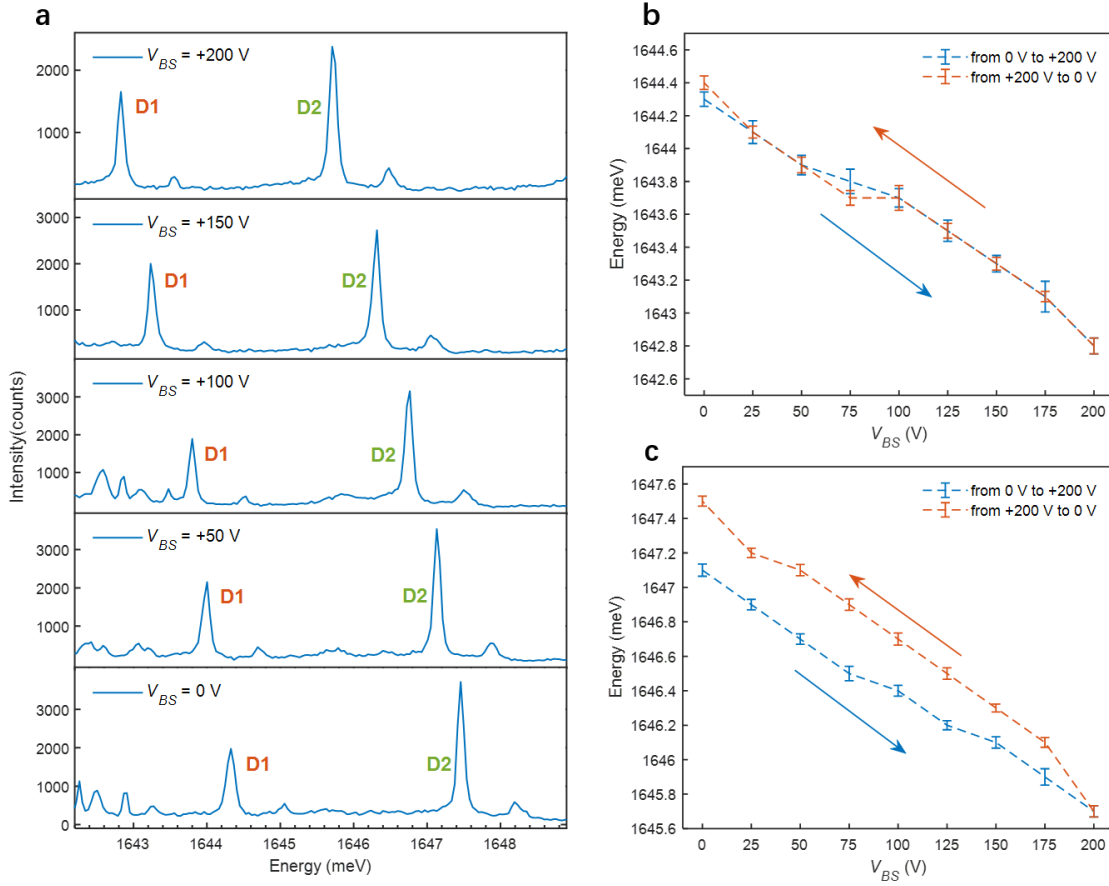 a
V_BS = +200 V
2000
1000
D1
D2
V_BS = +150 V
3000
2000
1000
D1
D2
V_BS = +100 V
3000
2000
1000
D1
D2
V_BS = +50 V
3000
2000
1000
D1
D2
V_BS = 0 V
3000
2000
1000
0
D1
D2
Intensity(counts)
1643 1644 1645 1646 1647 1648
Energy (meV)
b
from 0 V to +200 V
from +200 V to 0 V
1644.6
1644.4
1644.2
1644
1643.8
1643.6
1643.4
1643.2
1643
1642.8
1642.6
Energy (meV)
0 25 50 75 100 125 150 175 200
V_BS (V)
c
from 0 V to +200 V
from +200 V to 0 V
1647.6
1647.4
1647.2
1647
1646.8
1646.6
1646.4
1646.2
1646
1645.8
1645.6
Energy (meV)
0 25 50 75 100 125 150 175 200
V_BS (V)